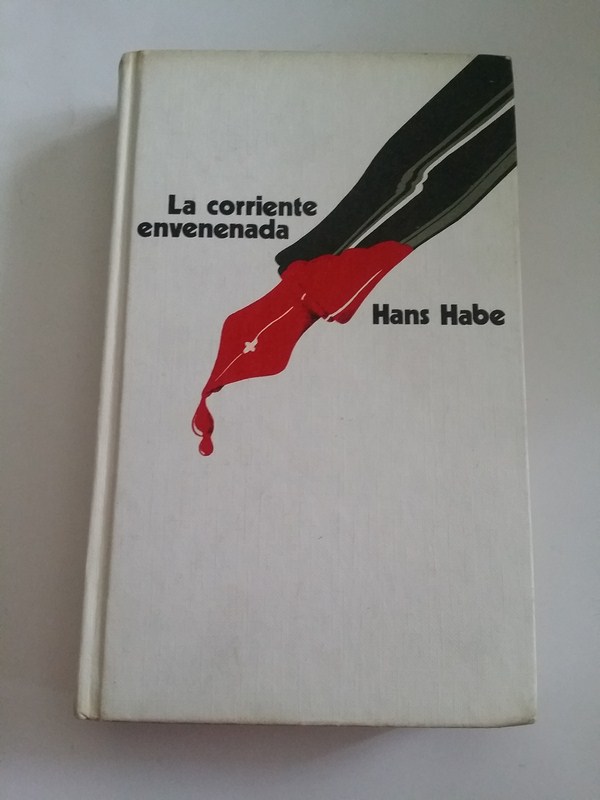 La corriente
envenenada
Hans Habe